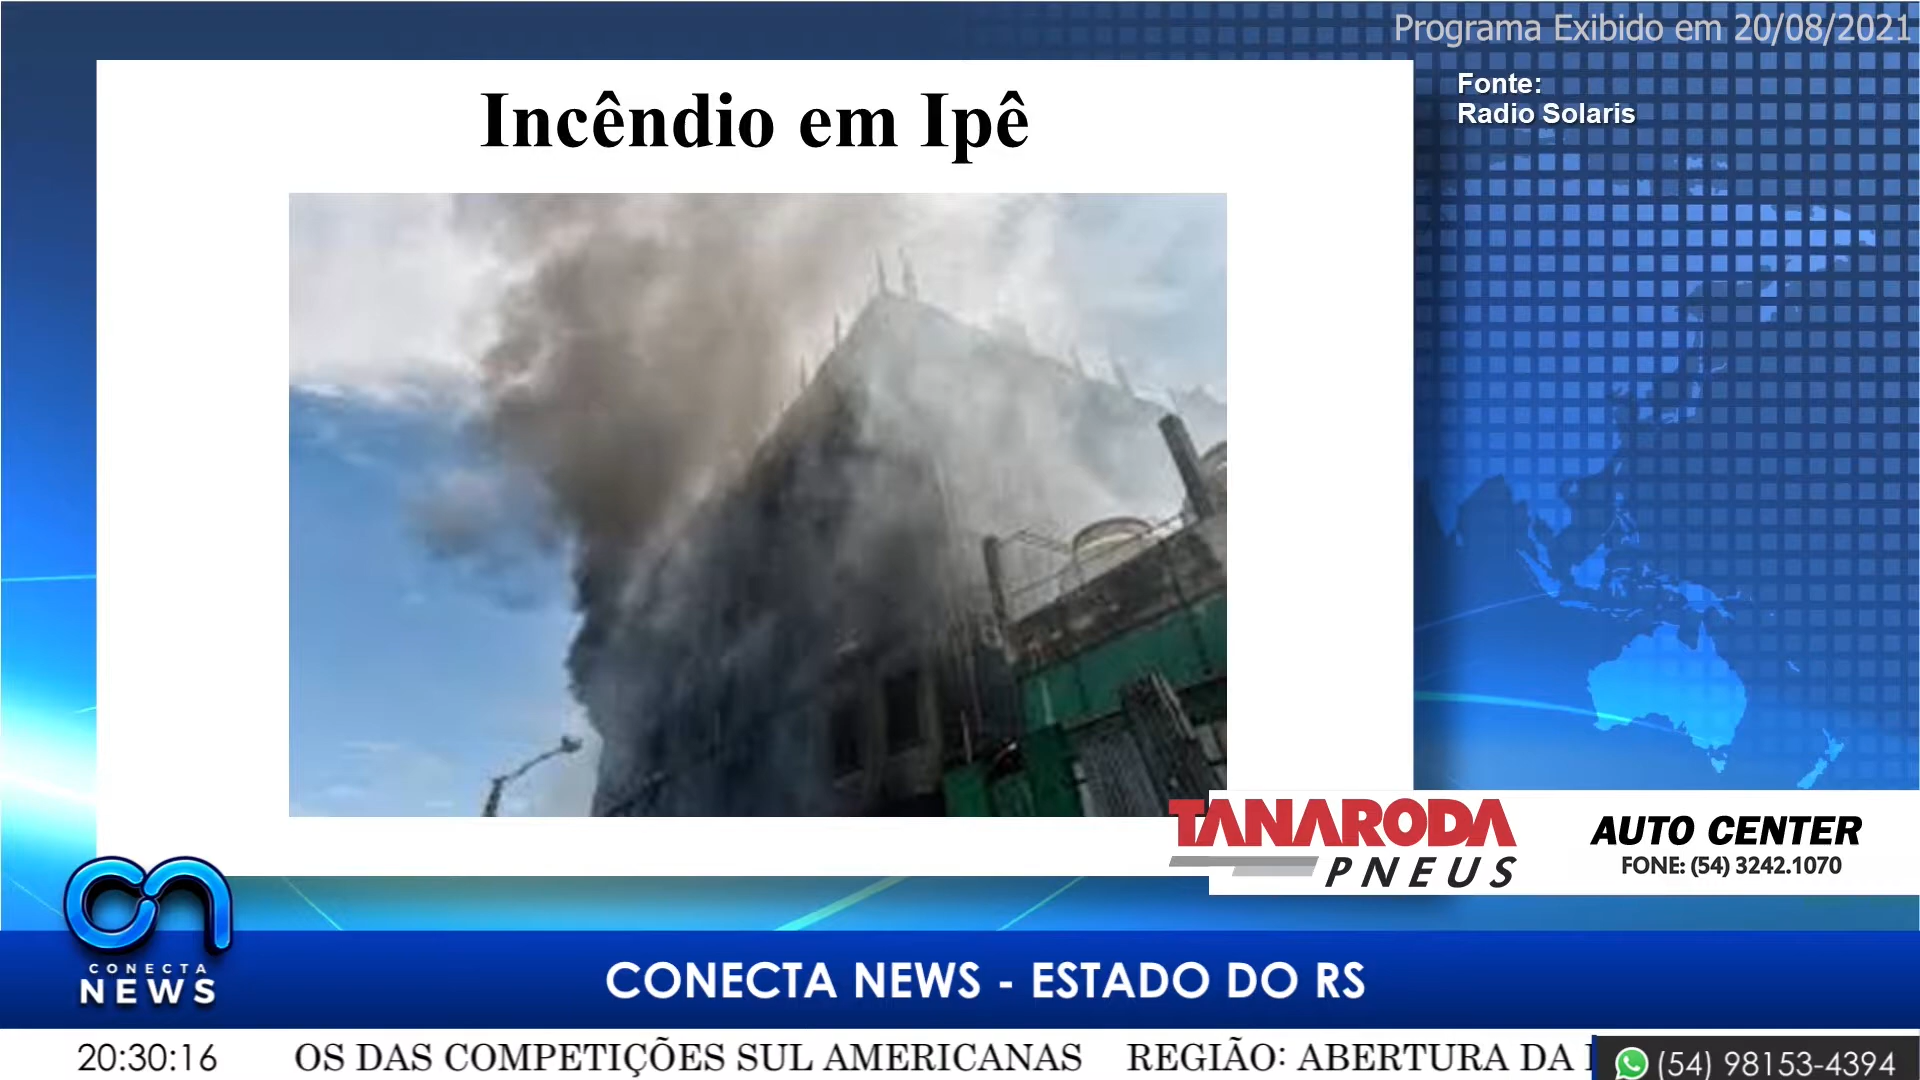 Programa Exibido em 20/08/2021
Fonte:
Radio Solaris
Incêndio em Ipê
TANARODA
PNEUS
AUTO CENTER
FONE: (54) 3242.1070
CONECTA
NEWS
CONECTA NEWS - ESTADO DO RS
20:30:16
OS DAS COMPETIÇÕES SUL AMERICANAS REGIÃO: ABERTURA DA
(54) 98153-4394